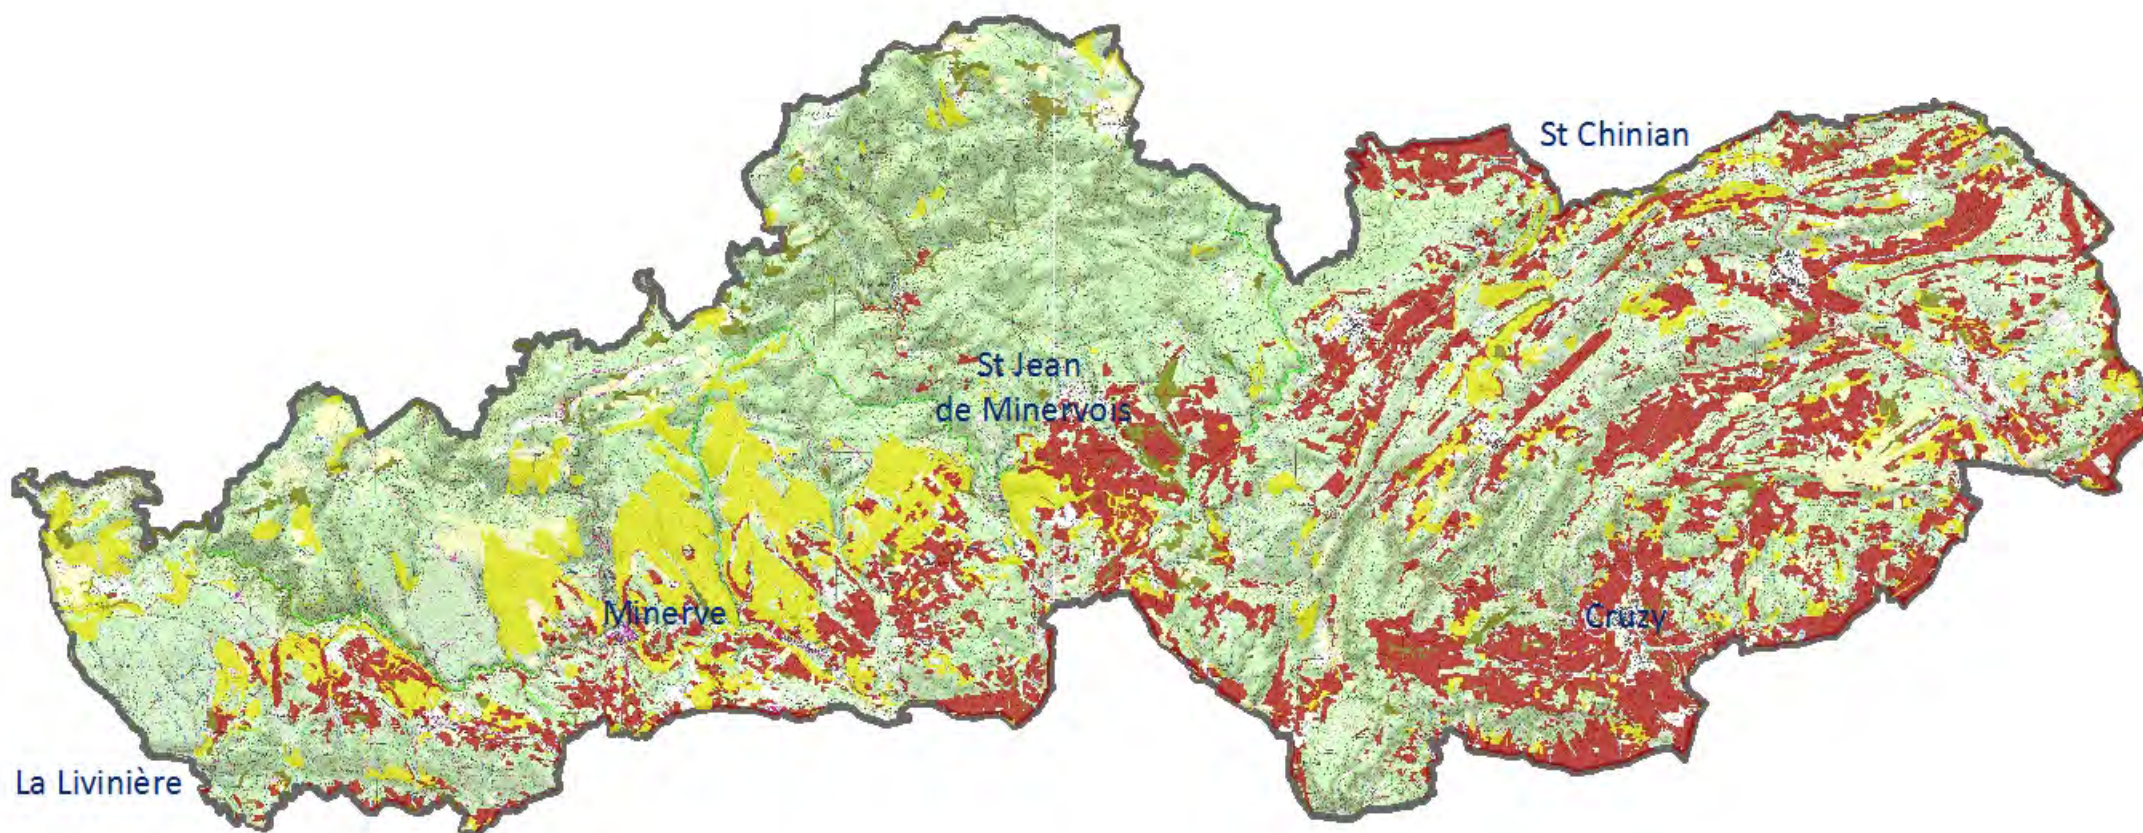 St Chinian
St Jean
de Minervois
Minerve
Cruzy
La Livinière